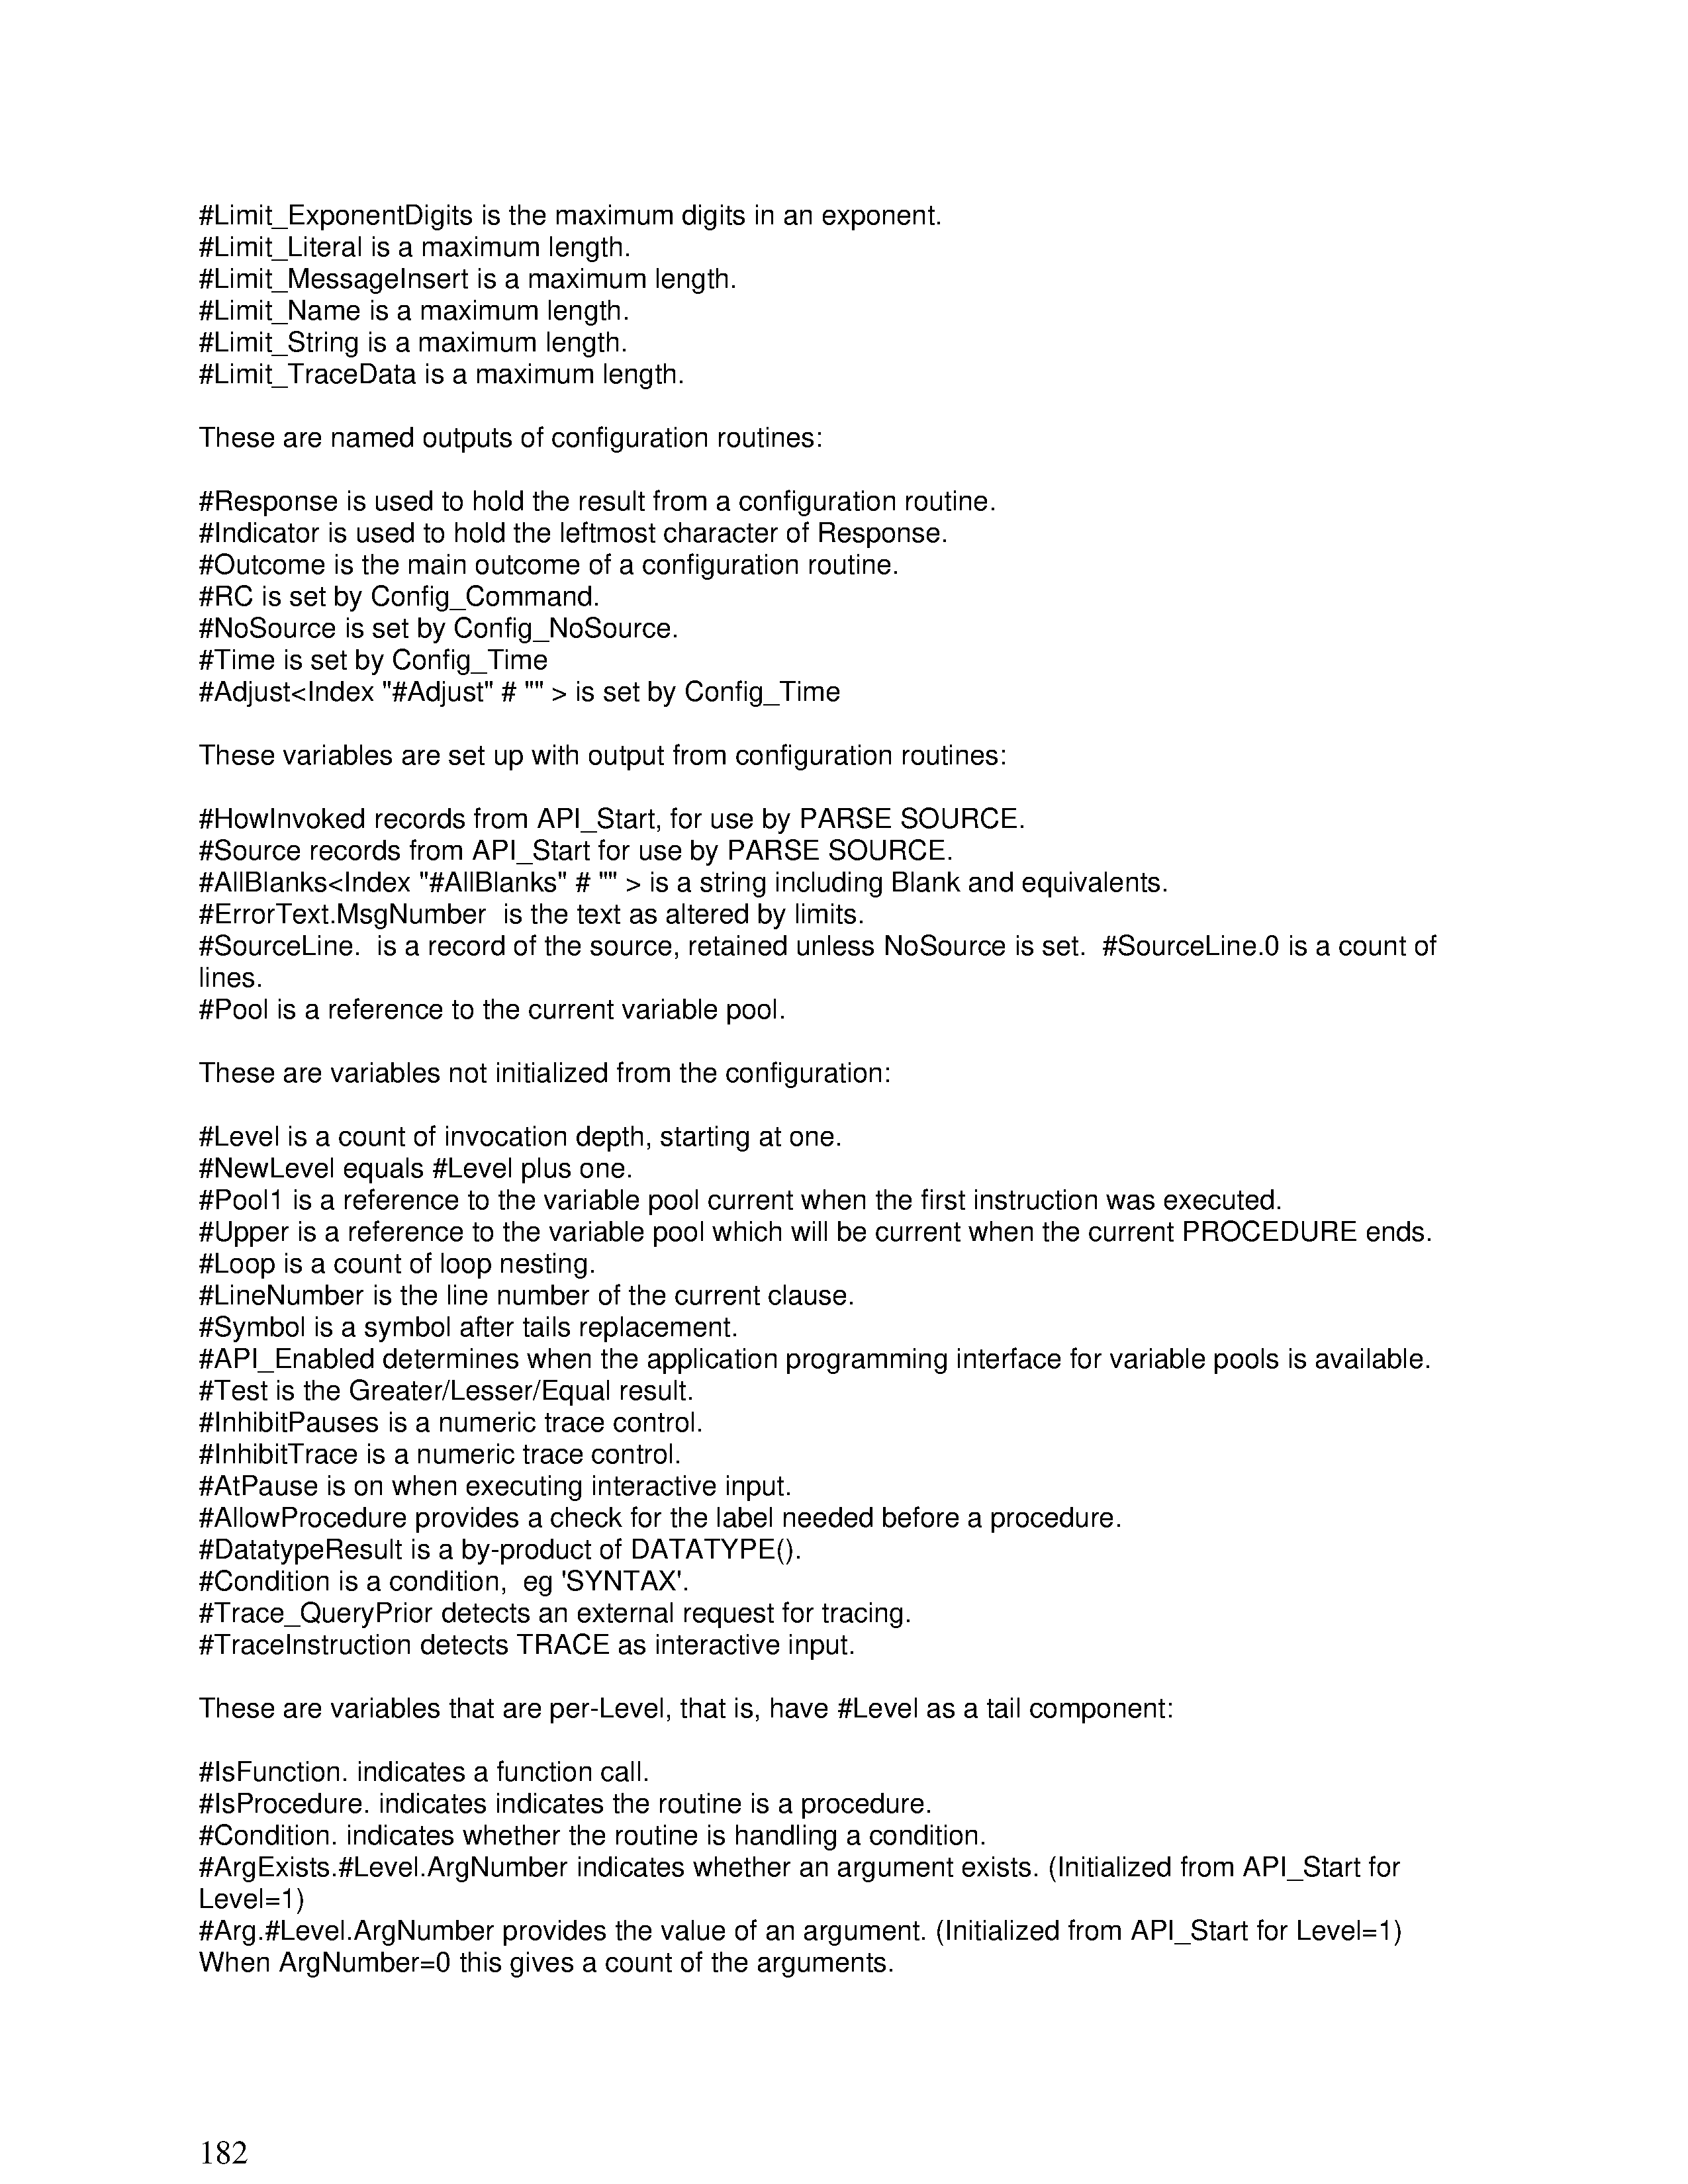 #Limit_ExponentDigits is the maximum digits in an exponent.
#Limit_Literal is a maximum length.
#Limit_MessageInsert is a maximum length.
#Limit_Name is a maximum length.
#Limit_String is a maximum length.
#Limit_TraceData is a maximum length.
These are named outputs of configuration routines:
#Response is used to hold the result from a configuration routine.
#Indicator is used to hold the leftmost character of Response.
#Outcome is the main outcome of a configuration routine.
#RC is set by Config_Command.
#NoSource is set by Config_NoSource.
#Time is set by Config_Time
#Adjust<Index "#Adjust" # "" > is set by Config_Time
These variables are set up with output from configuration routines:
#HowInvoked records from API_Start, for use by PARSE SOURCE.
#Source records from API_Start for use by PARSE SOURCE.
#AllBlanks<Index "#AllBlanks" # "" > is a string including Blank and equivalents.
#ErrorText.MsgNumber  is the text as altered by limits.
#SourceLine.  is a record of the source, retained unless NoSource is set.  #SourceLine.0 is a count of
lines.
#Pool is a reference to the current variable pool.
These are variables not initialized from the configuration:
#Level is a count of invocation depth, starting at one.
#NewLevel equals #Level plus one.
#Pool1 is a reference to the variable pool current when the first instruction was executed.
#Upper is a reference to the variable pool which will be current when the current PROCEDURE ends.
#Loop is a count of loop nesting.
#LineNumber is the line number of the current clause.
#Symbol is a symbol after tails replacement.
#API_Enabled determines when the application programming interface for variable pools is available.
#Test is the Greater/Lesser/Equal result.
#InhibitPauses is a numeric trace control.
#InhibitTrace is a numeric trace control.
#AtPause is on when executing interactive input.
#AllowProcedure provides a check for the label needed before a procedure.
#DatatypeResult is a by-product of DATATYPE().
#Condition is a condition,  eg 'SYNTAX'.
#Trace_QueryPrior detects an external request for tracing.
#TraceInstruction detects TRACE as interactive input.
These are variables that are per-Level, that is, have #Level as a tail component:
#IsFunction. indicates a function call.
#IsProcedure. indicates indicates the routine is a procedure.
#Condition. indicates whether the routine is handling a condition.
#ArgExists.#Level.ArgNumber indicates whether an argument exists. (Initialized from API_Start for
Level=1)
#Arg.#Level.ArgNumber provides the value of an argument. (Initialized from API_Start for Level=1)
When ArgNumber=0 this gives a count of the arguments.
182